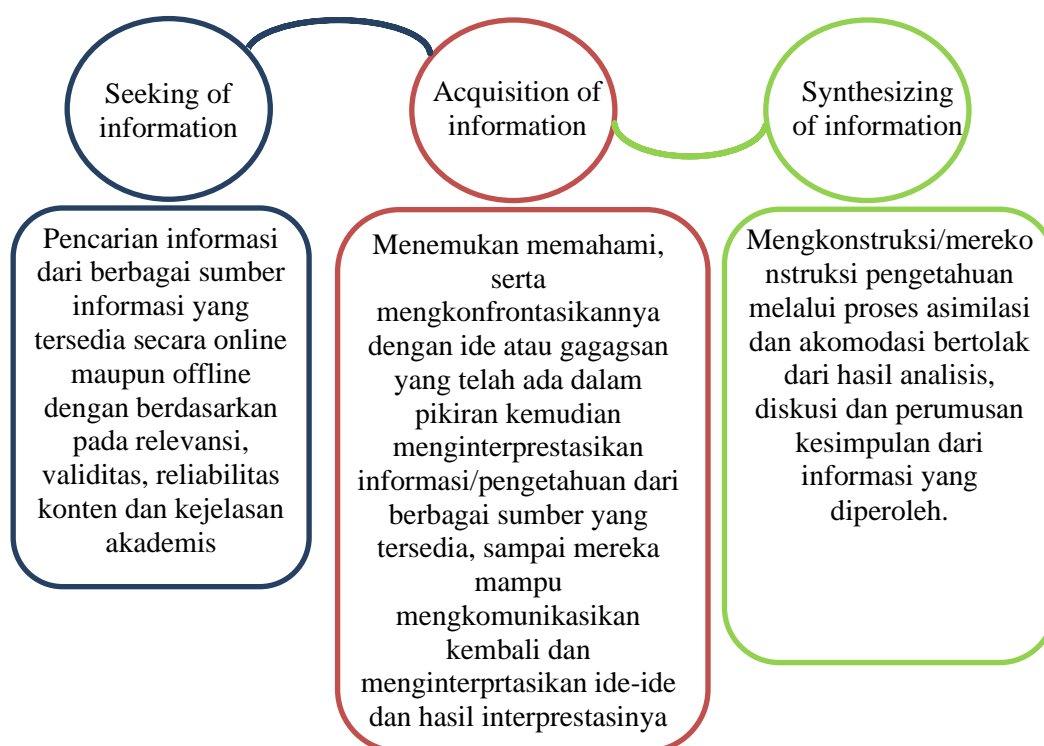 Seeking of
information
Acquisition of
information
Synthesizing
of information
Pencarian informasi
dari berbagai sumber
informasi yang
tersedia secara online
maupun offline
dengan berdasarkan
pada relevansi,
validitas, reliabilitas
konten dan kejelasan
akademis
Menemukan memahami,
serta
mengkonfrontasikannya
dengan ide atau gagagsan
yang telah ada dalam
pikiran kemudian
menginterprestasikan
informasi/pengetahuan dari
berbagai sumber yang
tersedia, sampai mereka
mampu
mengkomunikasikan
kembali dan
menginterprtasikan ide-ide
dan hasil interprestasinya
Mengkonstruksi/mereko
nstruksi pengetahuan
melalui proses asimilasi
dan akomodasi bertolak
dari hasil analisis,
diskusi dan perumusan
kesimpulan dari
informasi yang
diperoleh.